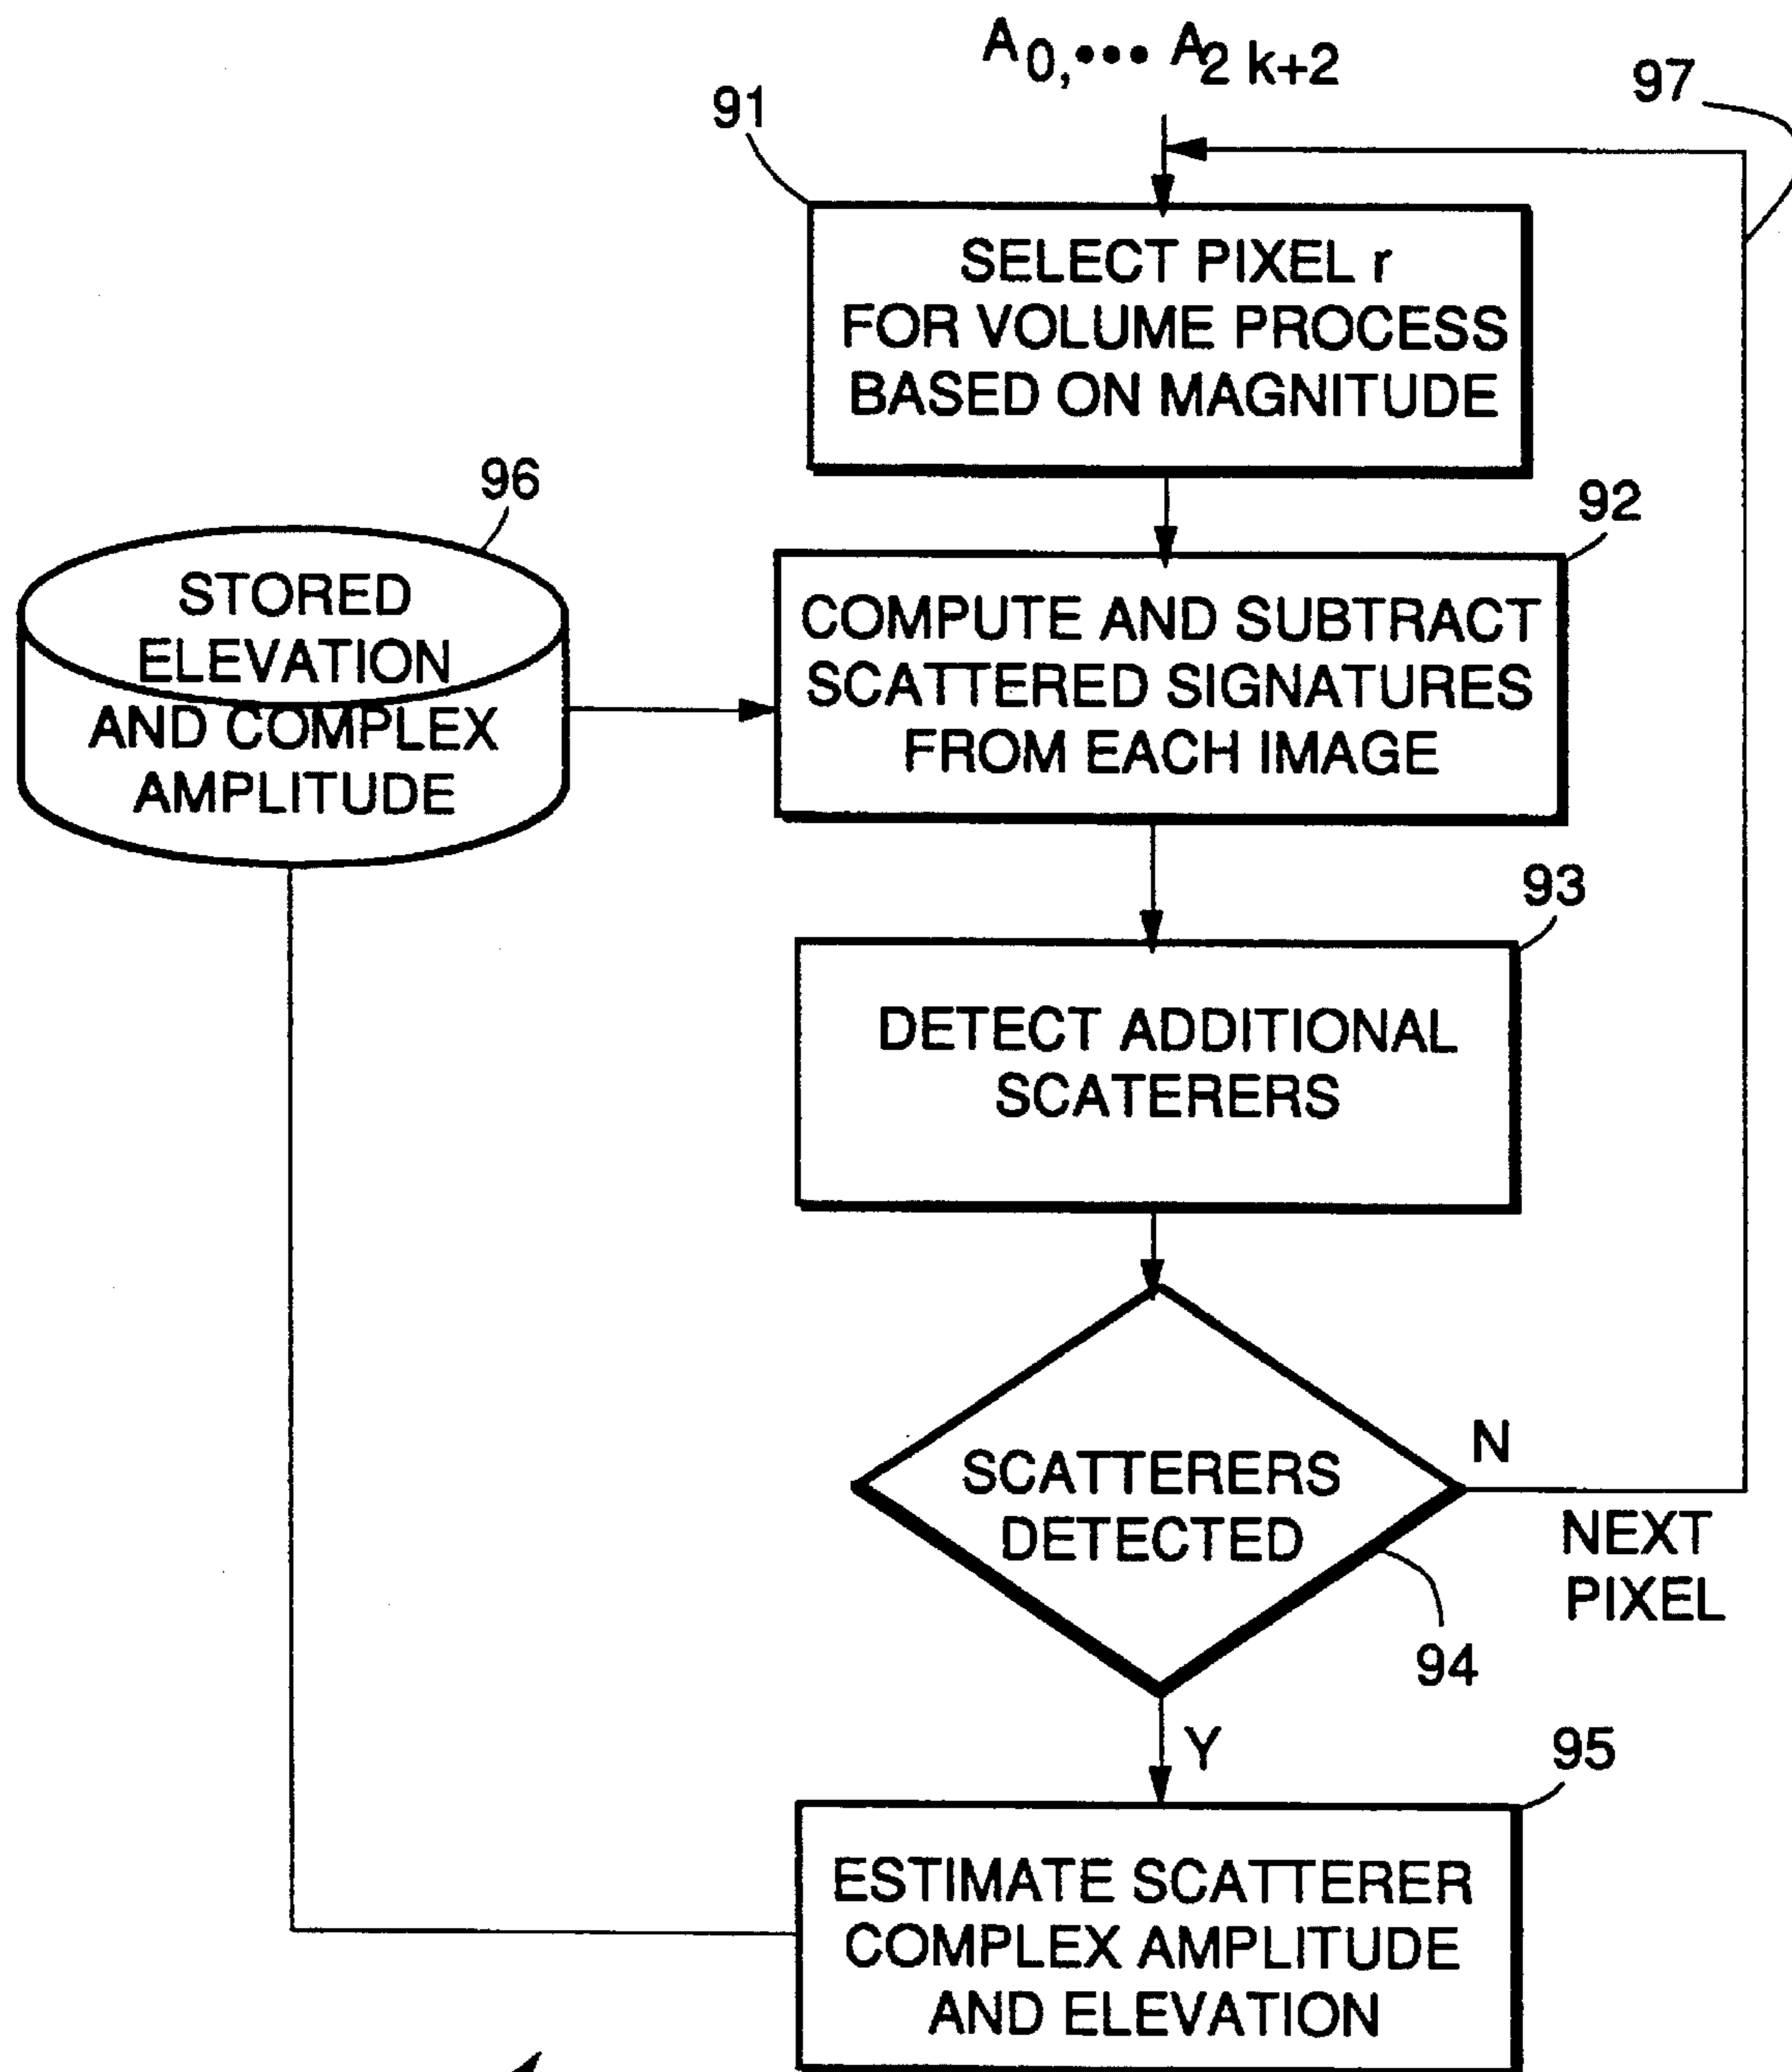 A0,••• A2 k+2
97
91
SELECT PIXEL r
FOR VOLUME PROCESS
BASED ON MAGNITUDE
96
STORED
ELEVATION
AND COMPLEX
AMPLITUDE
92
COMPUTE AND SUBTRACT
SCATTERED SIGNATURES
FROM EACH IMAGE
93
DETECT ADDITIONAL
SCATERERS
SCATTERERS
DETECTED
N
NEXT
PIXEL
94
Y
95
ESTIMATE SCATTERER
COMPLEX AMPLITUDE
AND ELEVATION